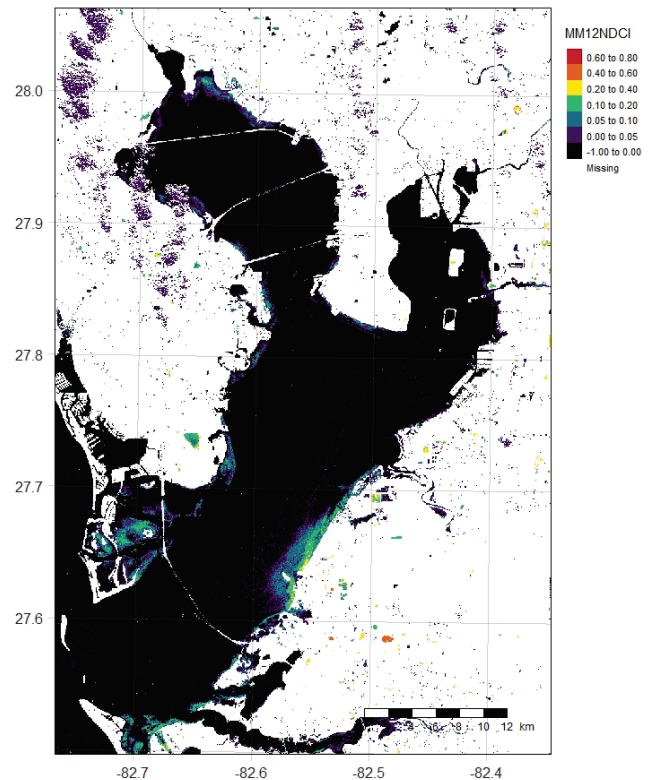 MM12NDCI
0.60 to 0.80
0.40 to 0.60
0.20 to 0.40
0.10 to 0.20
0.05 to 0.10
0.00 to 0.05
-1.00 to 0.00
Missing
28.0
27.9
27.8
27.7
27.6
4 6 8 10 12 km
-82.7 -82.6 -82.5 -82.4